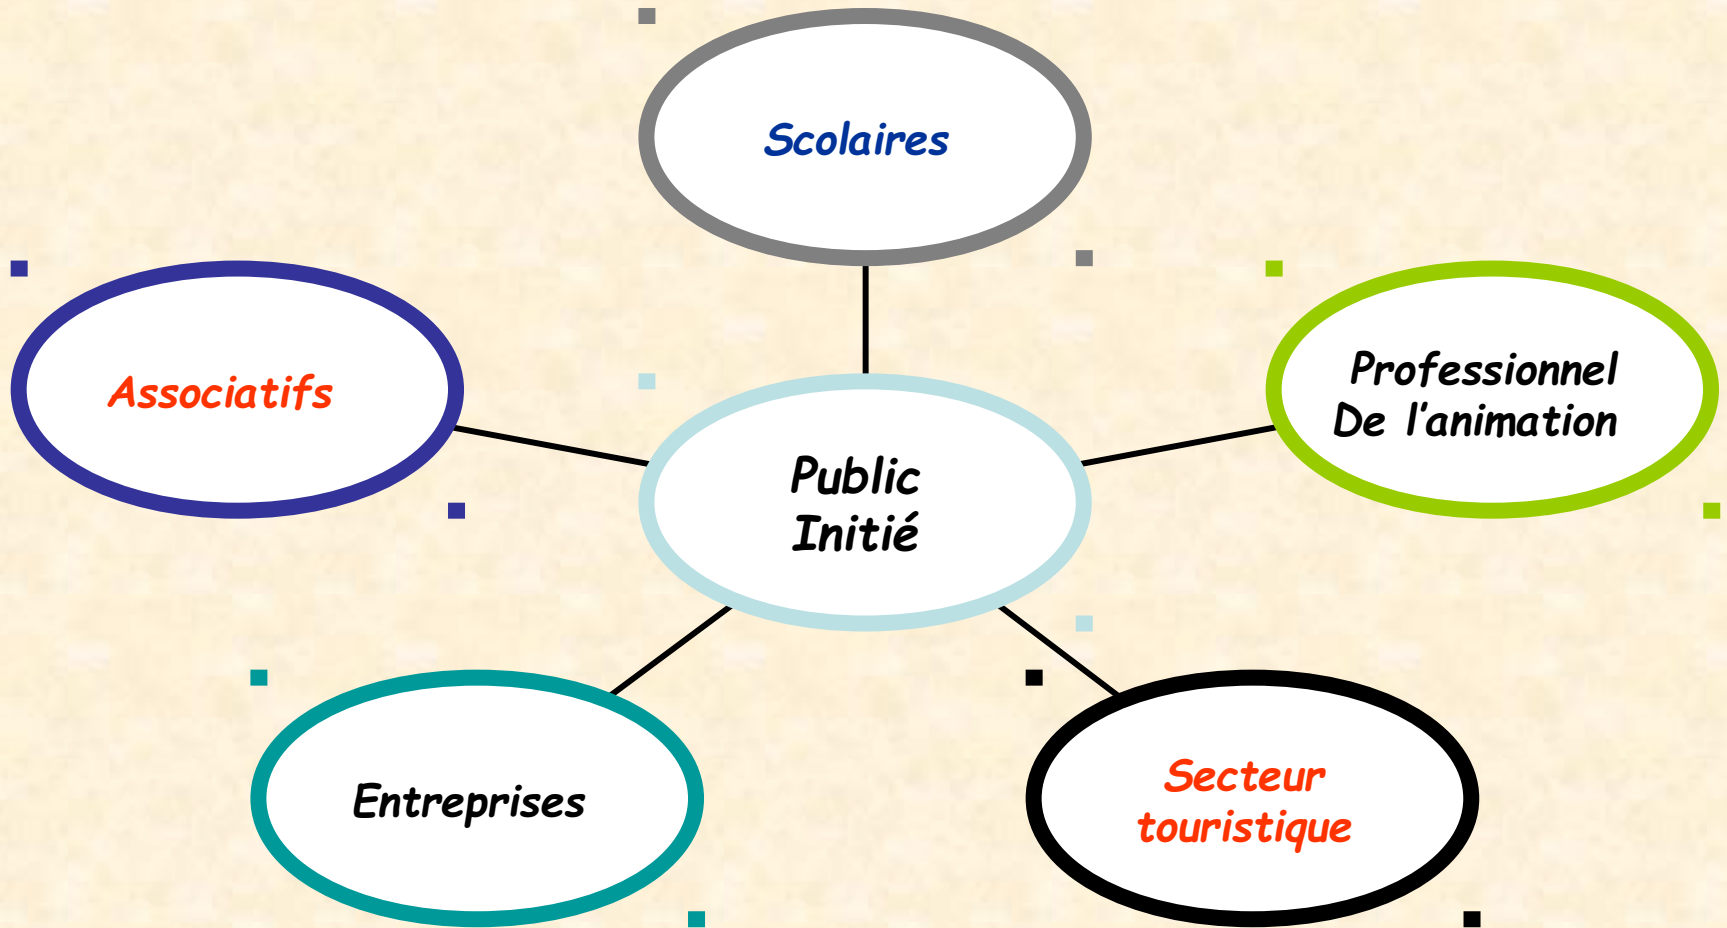 Scolaires
Associatifs
Professionnel
De l'animation
Public
Initié
Entreprises
Secteur
touristique